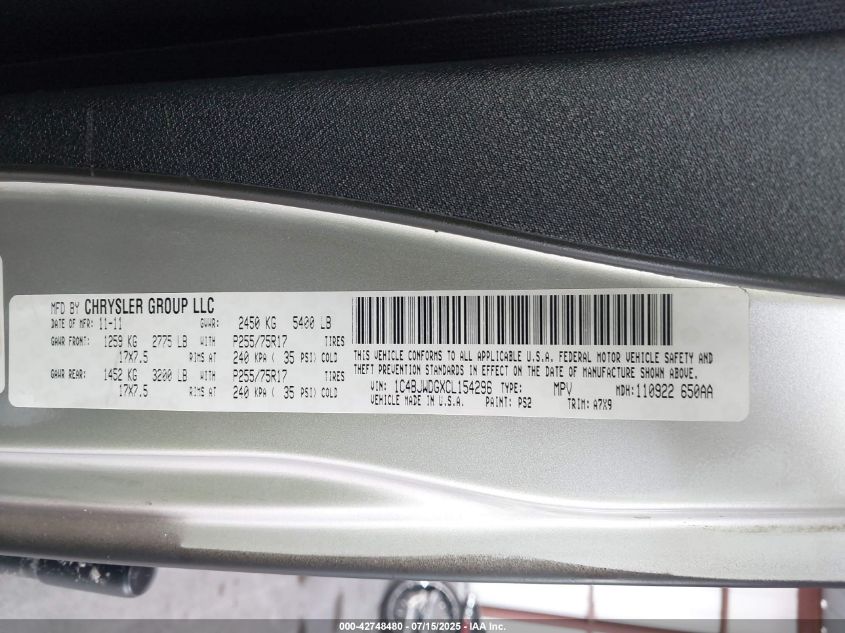 MFD BY CHRYSLER GROUP LLC
DATE OF MFR: 11-11 GVWR: 2450 KG 5400 LB
GAWR FRONT: 1259 KG 2775 LB WITH P255/75R17 TIRES
17X7.5 RIMS AT 240 KPA ( 35 PSI) COLD
GAWR REAR: 1452 KG 3200 LB WITH P255/75R17 TIRES
17X7.5 RIMS AT 240 KPA ( 35 PSI) COLD
THIS VEHICLE CONFORMS TO ALL APPLICABLE U.S.A. FEDERAL MOTOR VEHICLE SAFETY AND
THEFT PREVENTION STANDARDS IN EFFECT ON THE DATE OF MANUFACTURE SHOWN ABOVE.
VIN: 1C4BJWDGXCL154296 TYPE: MPV MDH: 110922 650AA
VEHICLE MADE IN U.S.A. PAINT: PS2 TRIM: A7X9
000-42748480 - 07/15/2025 - IAA Inc.